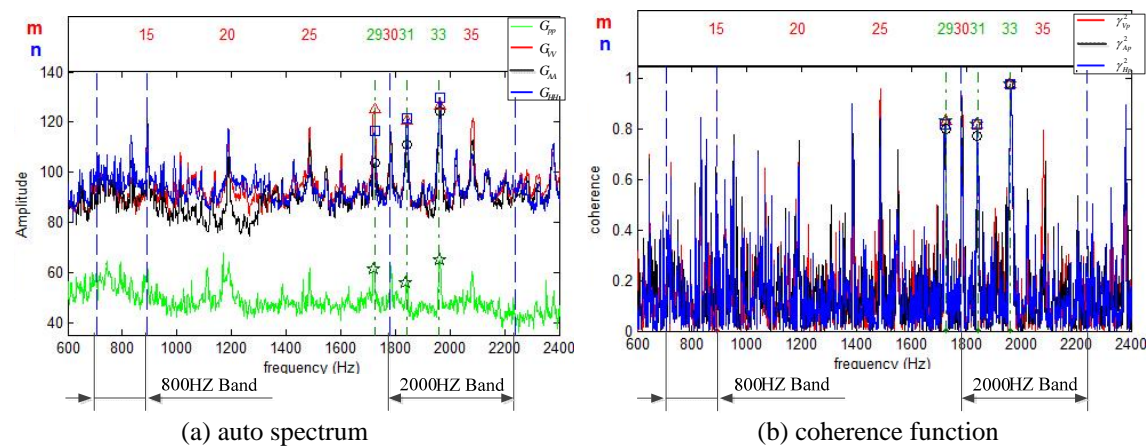 m
n
15 20 25 29 30 31 33 35
G_pp
G_VV
G_AA
G_HH
140
120
100
80
60
40
Amplitude
600 800 1000 1200 1400 1600 1800 2000 2200 2400
frequency (Hz)
800HZ Band
2000HZ Band
(a) auto spectrum
m
n
15 20 25 29 30 31 33 35
γ²_Vp
γ²_Ap
γ²_Hp
1
0.8
0.6
0.4
0.2
0
coherence
600 800 1000 1200 1400 1600 1800 2000 2200 2400
frequency (Hz)
800HZ Band
2000HZ Band
(b) coherence function